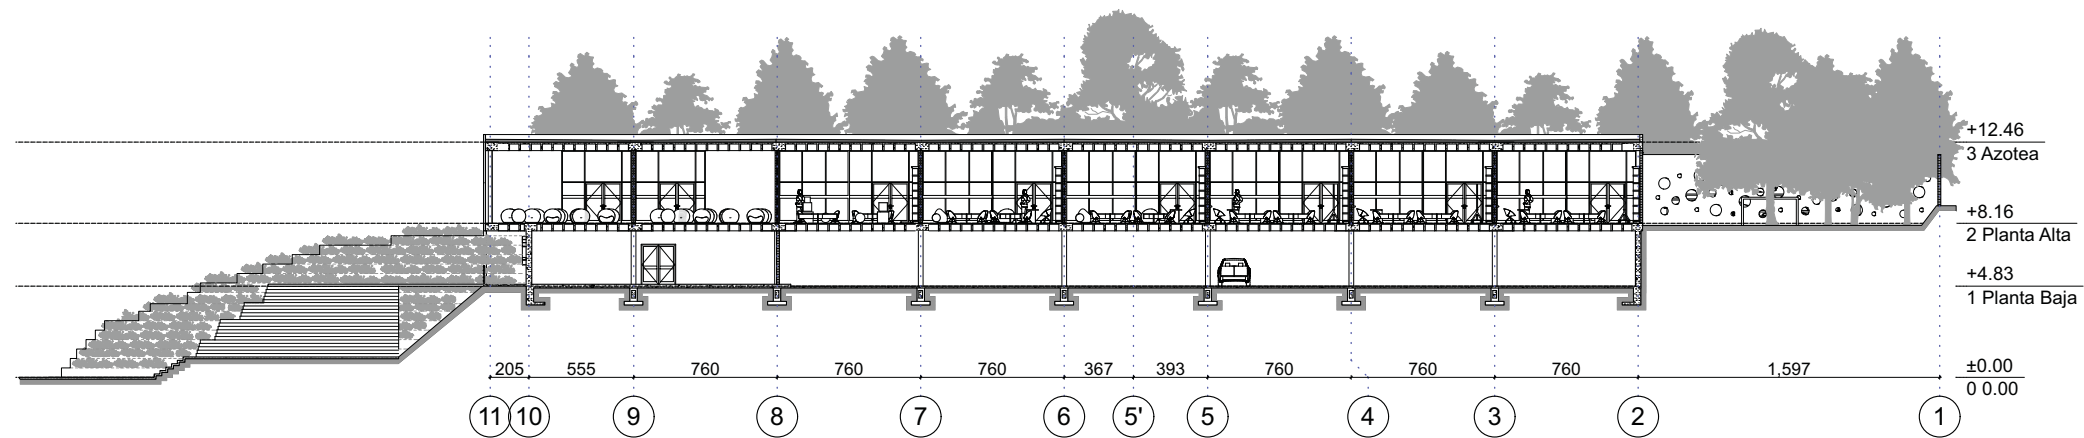 +12.46
3 Azotea
+8.16
2 Planta Alta
+4.83
1 Planta Baja
205 555 760 760 760 367 393 760 760 760 1,597
±0.00
0 0.00
11 10 9 8 7 6 5' 5 4 3 2 1